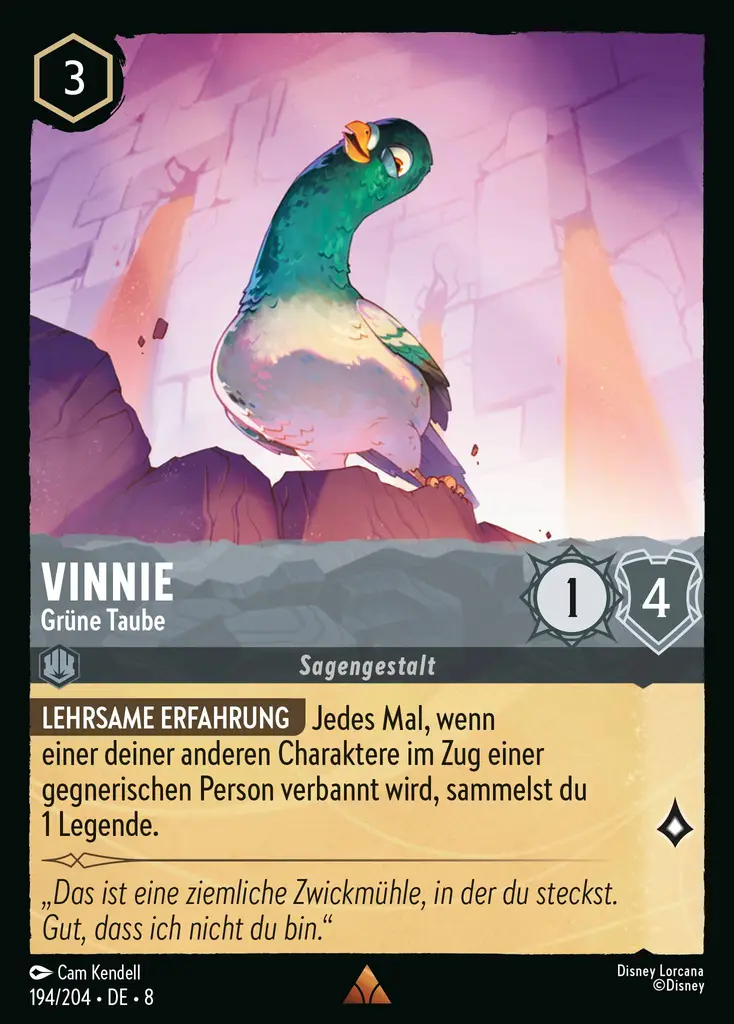 3
VINNIE
Grüne Taube
1
4
Sagengestalt
LEHRSAME ERFAHRUNG Jedes Mal, wenn
einer deiner anderen Charaktere im Zug einer
gegnerischen Person verbannt wird, sammelst du
1 Legende.
„Das ist eine ziemliche Zwickmühle, in der du steckst.
Gut, dass ich nicht du bin.“
Cam Kendell
194/204 • DE • 8
Disney Lorcana
©Disney